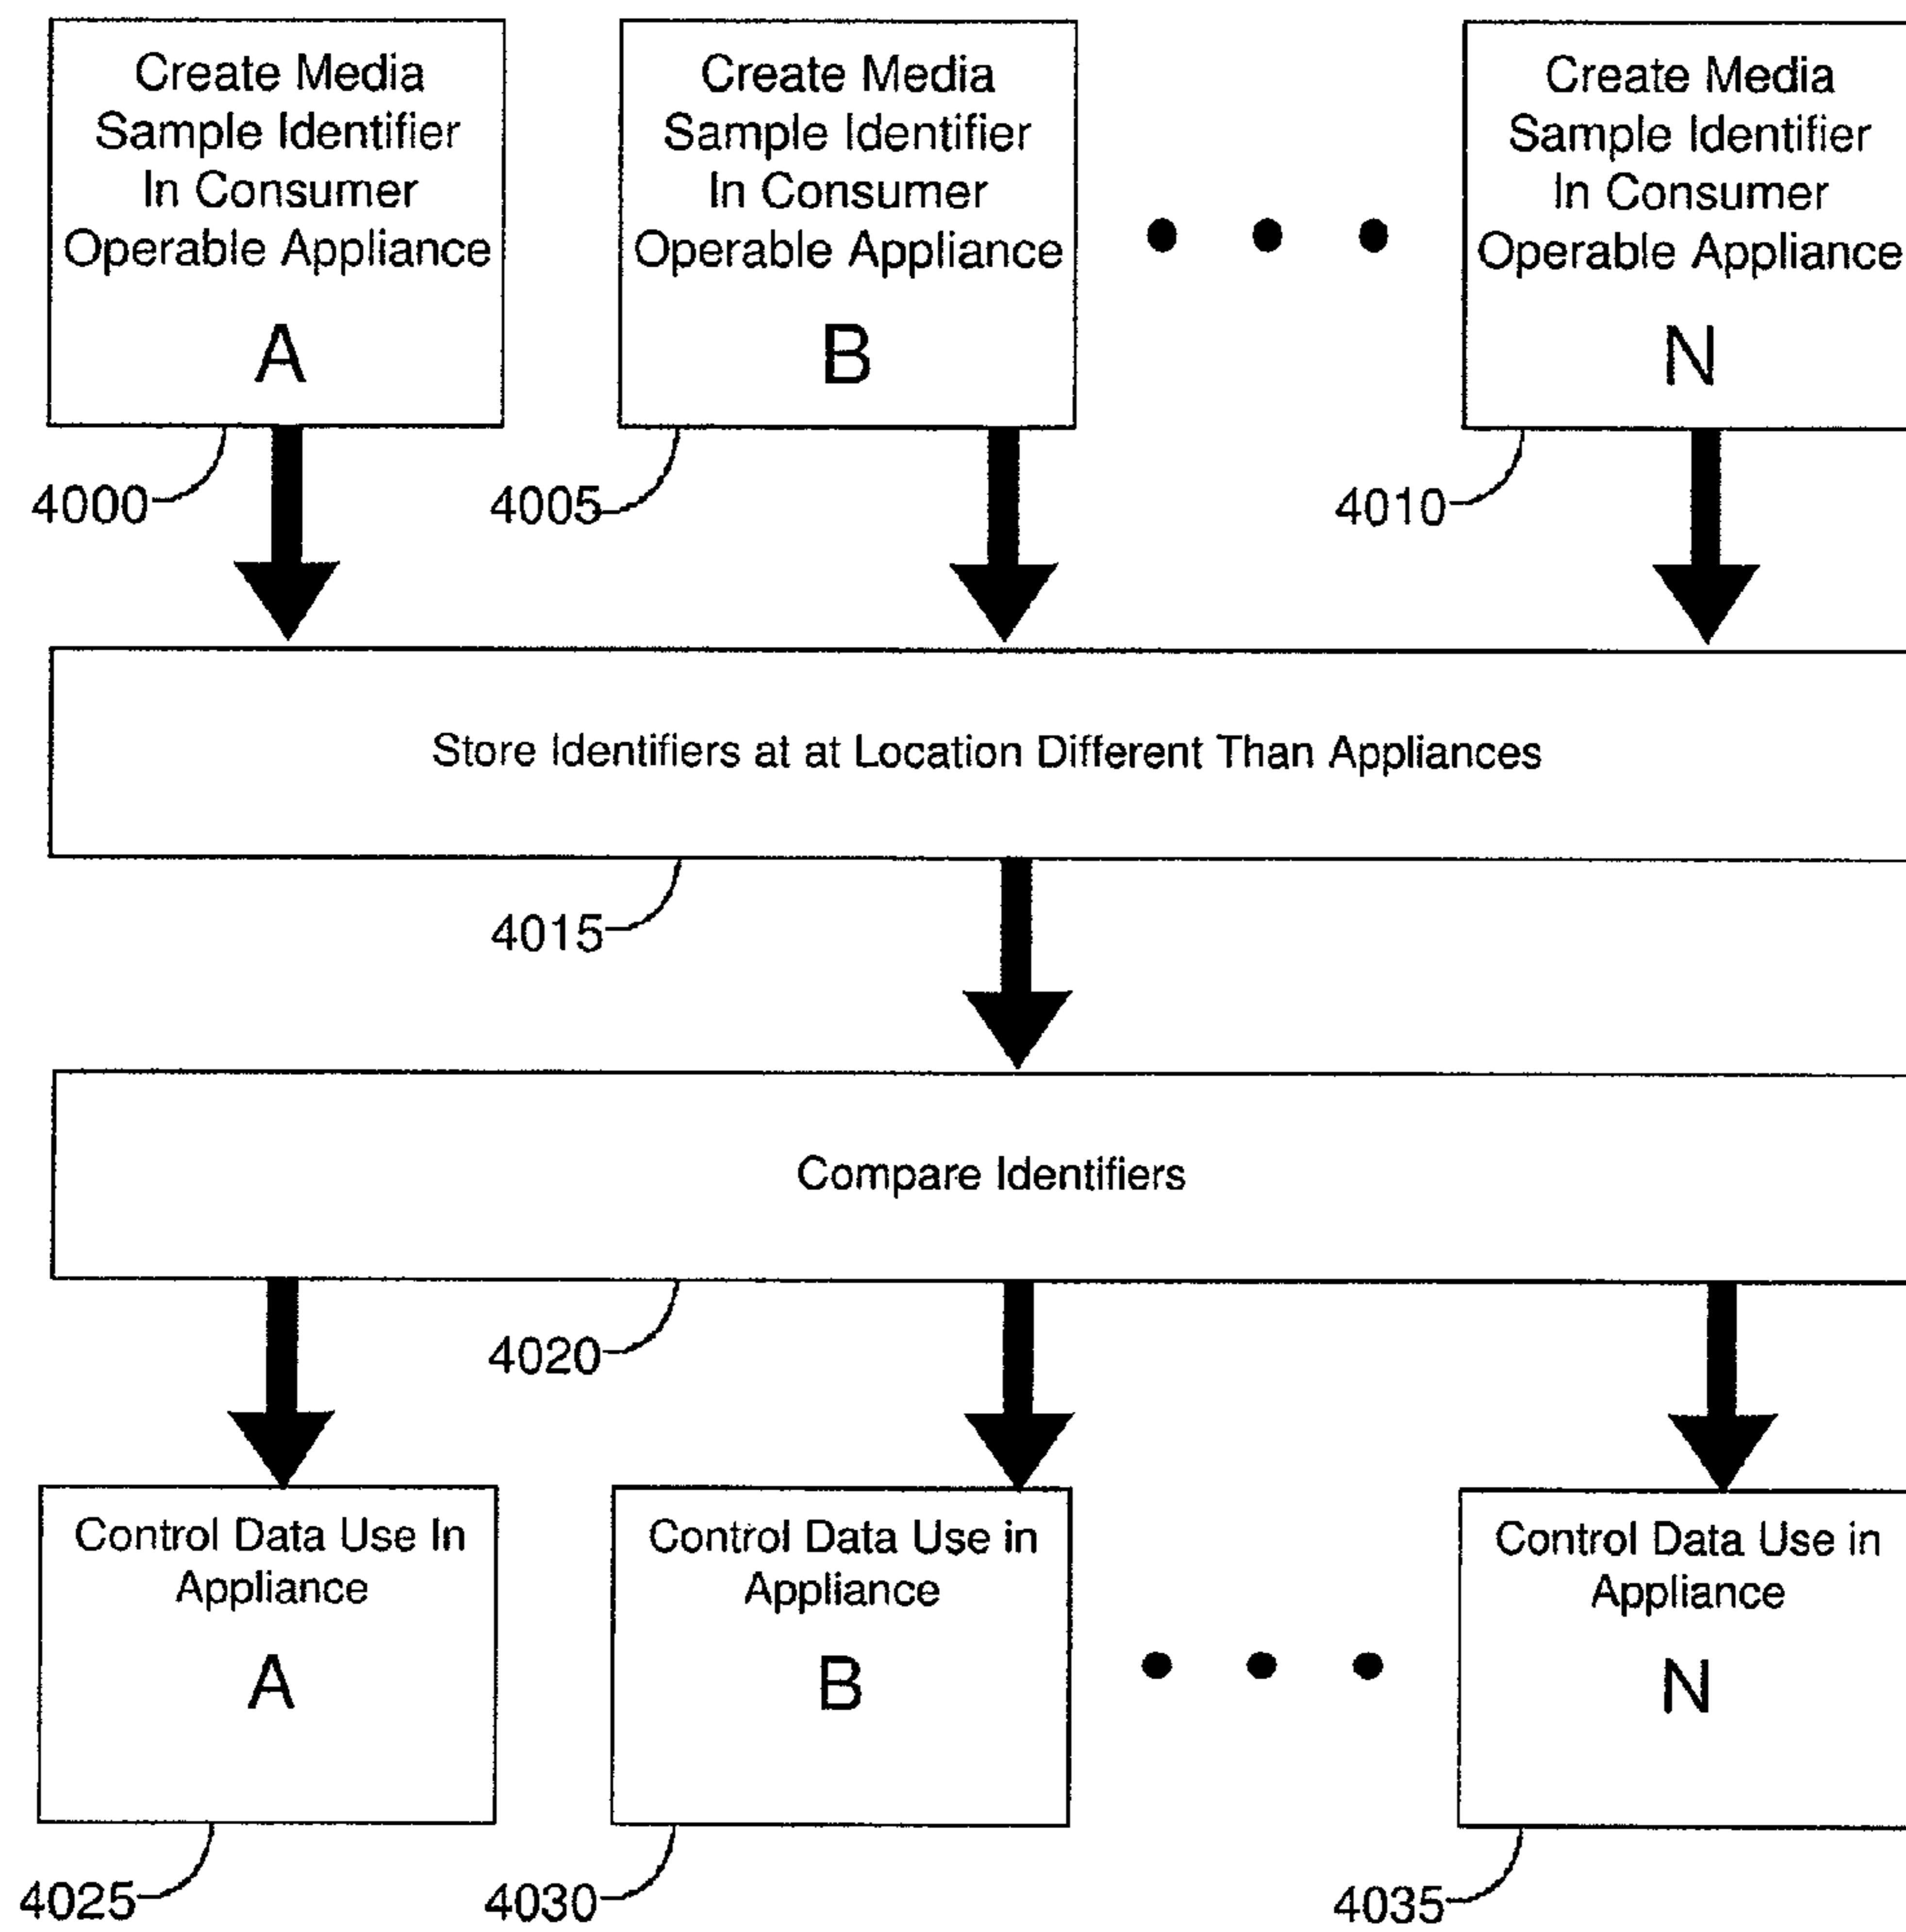 Create Media
Sample Identifier
In Consumer
Operable Appliance
A
Create Media
Sample Identifier
In Consumer
Operable Appliance
B
Create Media
Sample Identifier
In Consumer
Operable Appliance
N
4000
4005
4010
Store Identifiers at at Location Different Than Appliances
4015
Compare Identifiers
4020
Control Data Use In
Appliance
A
Control Data Use in
Appliance
B
Control Data Use in
Appliance
N
4025
4030
4035